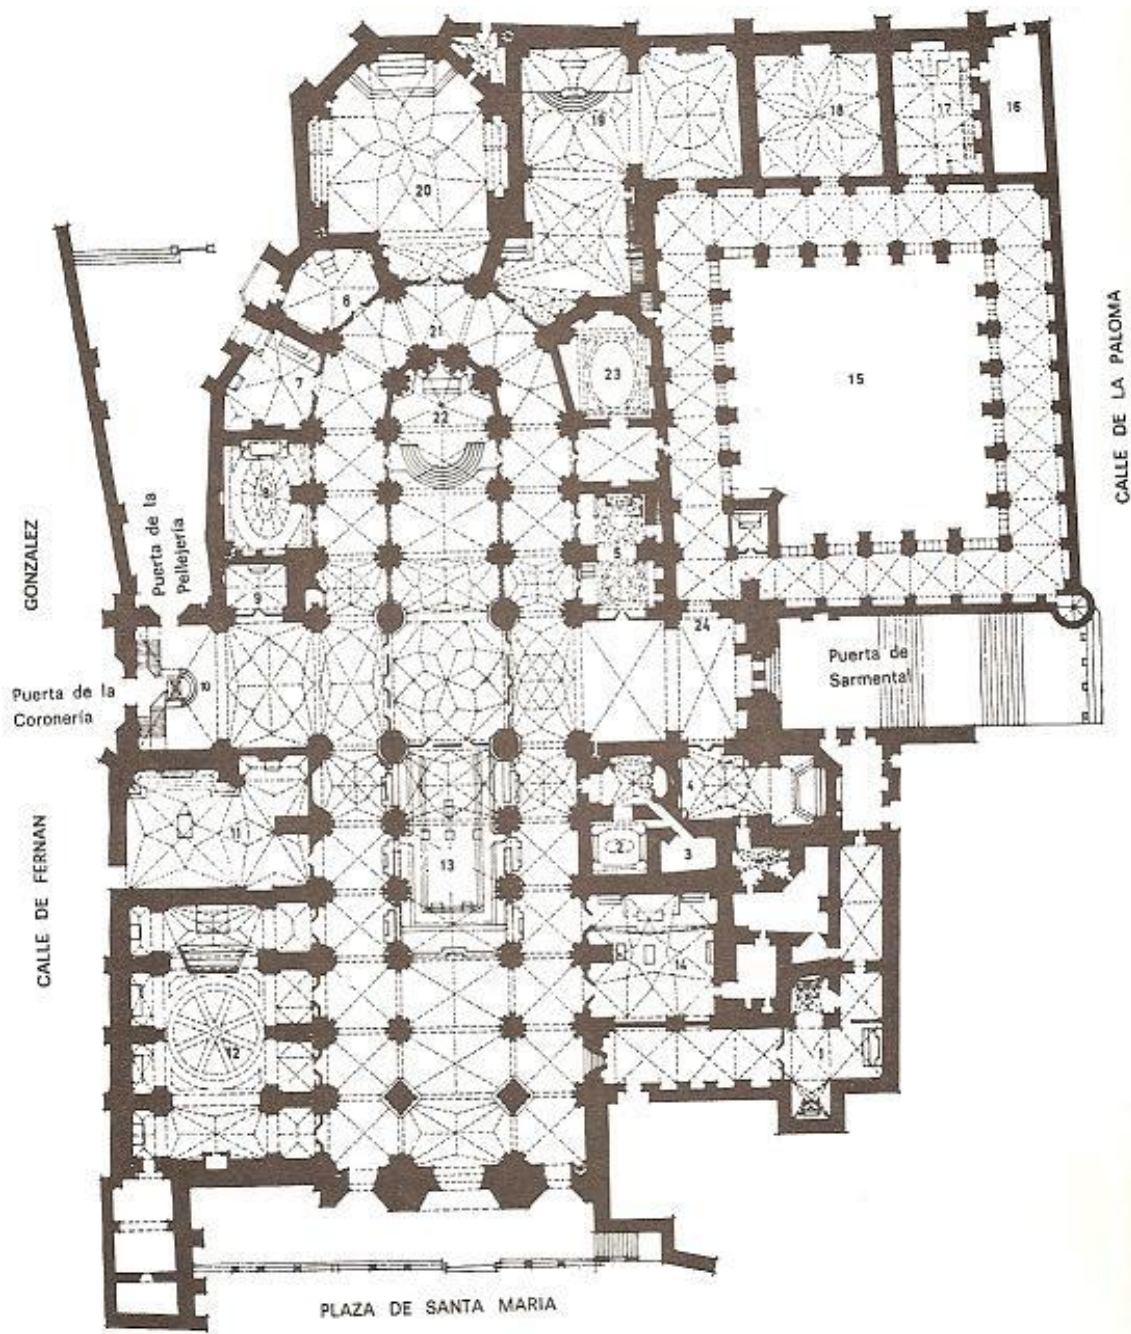 16
17
18
19
20
CALLE DE LA PALOMA
6
21
23
15
7
22
8
Puerta de la
Pellejería
GONZALEZ
5
9
24
Puerta de
Sarmental
10
Puerta de la
Coronería
4
11
2
3
13
CALLE DE FERNAN
14
12
1
PLAZA DE SANTA MARIA